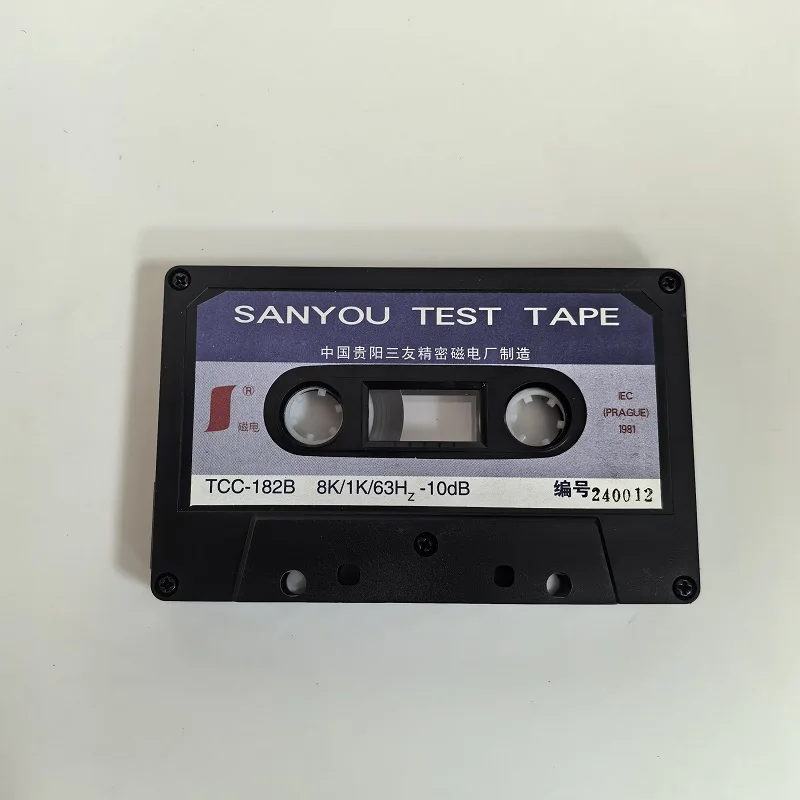 SANYOU TEST TAPE
中国贵阳三友精密磁电厂制造
®
磁电
IEC
(PRAGUE)
1981
TCC-182B 8K/1K/63Hz -10dB
编号240012